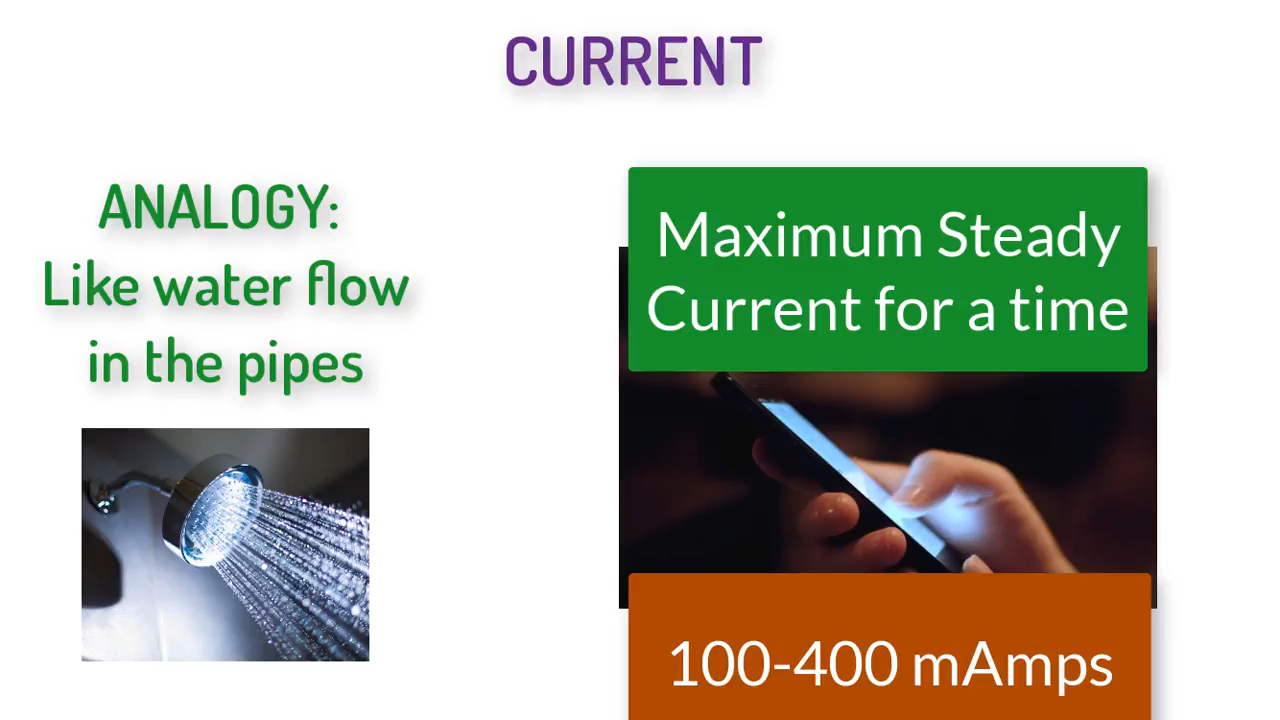 CURRENT
ANALOGY:
Like water flow
in the pipes
Maximum Steady
Current for a time
100-400 mAmps